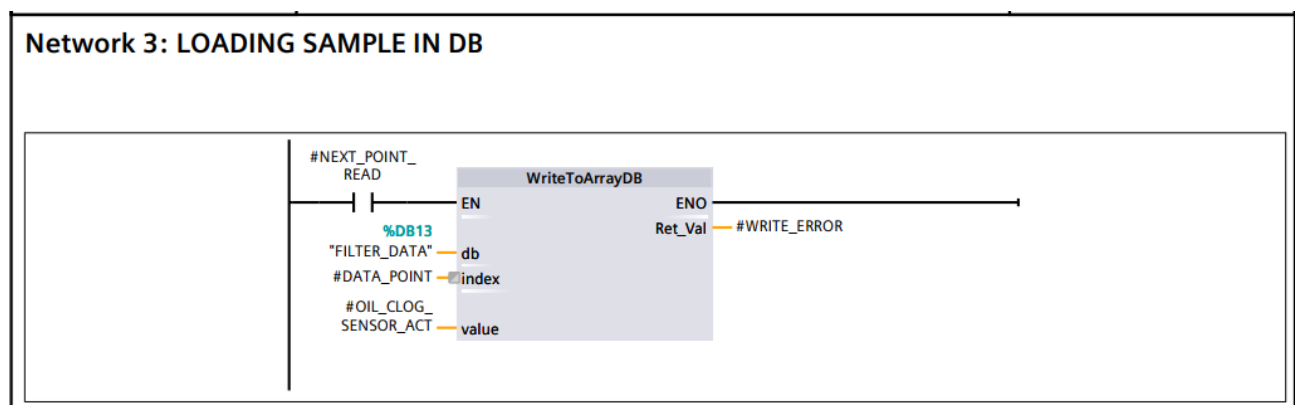 Network 3: LOADING SAMPLE IN DB
#NEXT_POINT_
READ
WriteToArrayDB
EN
ENO
%DB13
"FILTER_DATA"
db
Ret_Val
#WRITE_ERROR
#DATA_POINT
index
#OIL_CLOG_
SENSOR_ACT
value